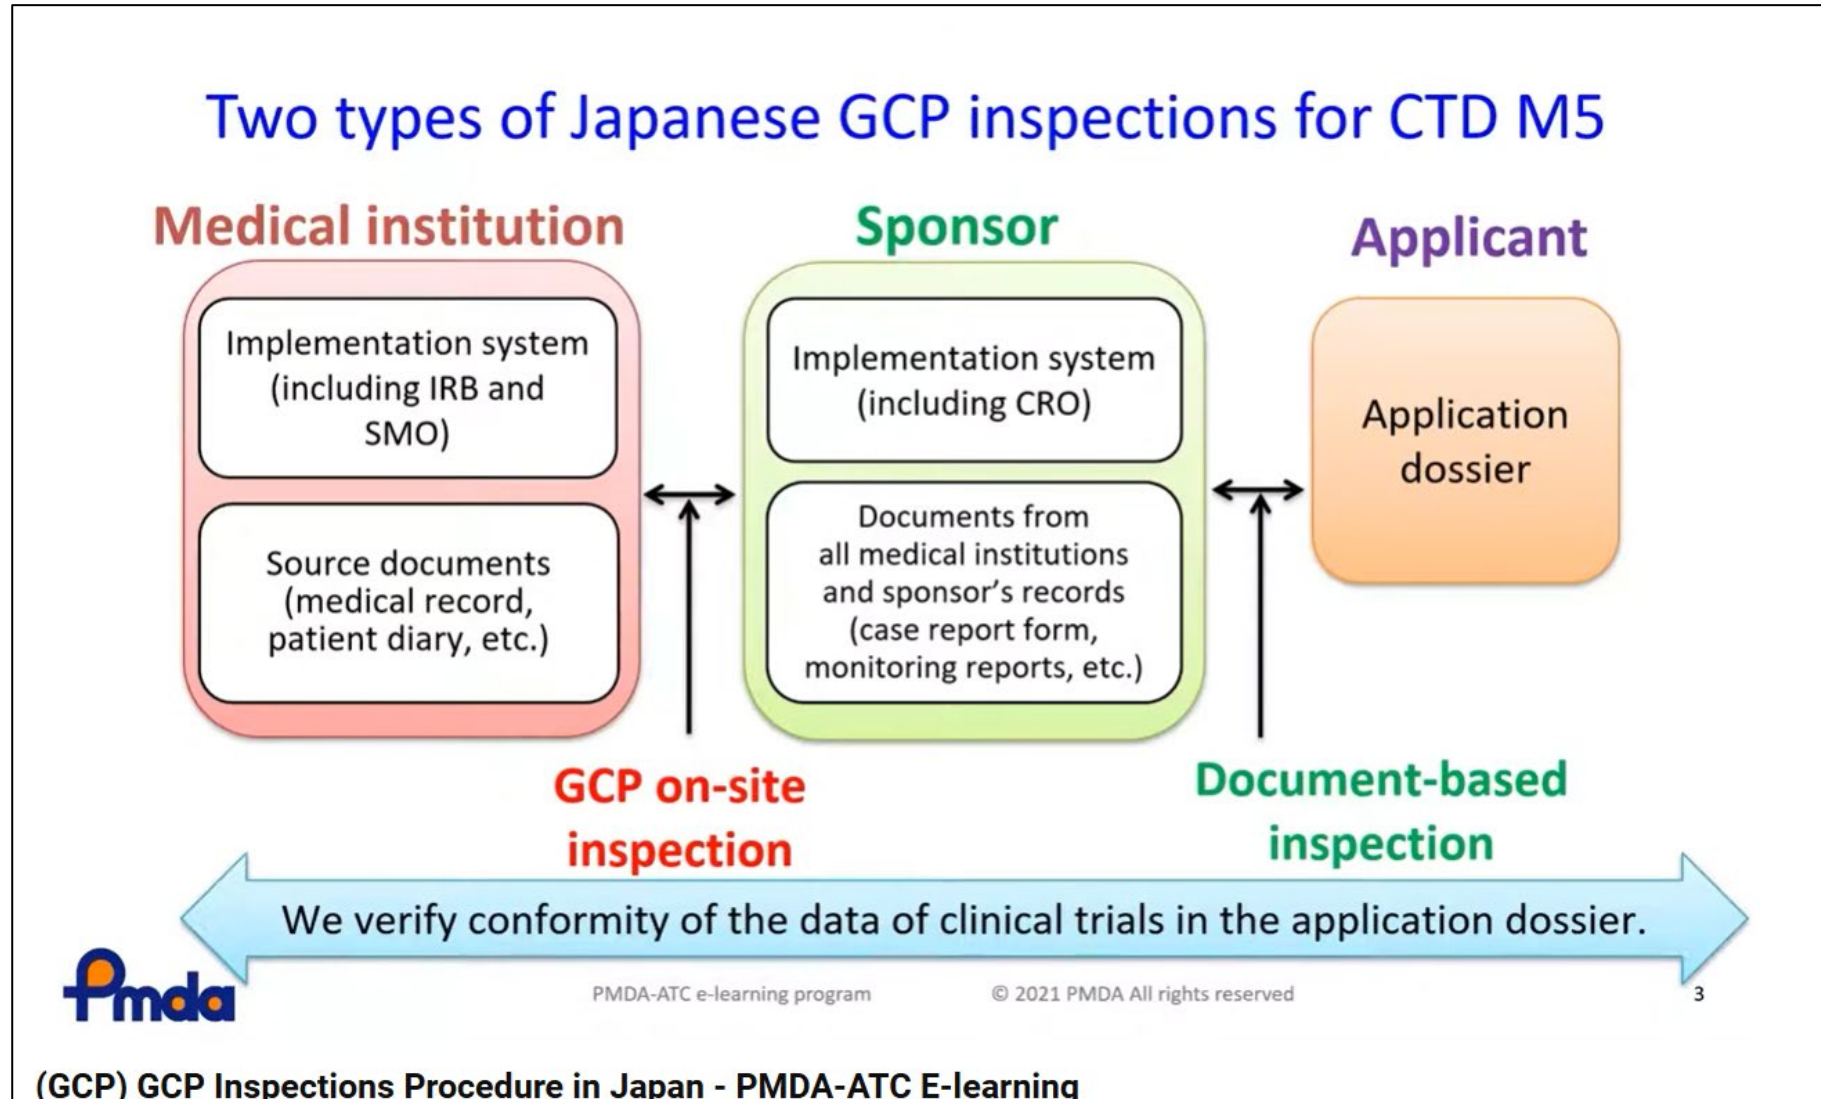 Two types of Japanese GCP inspections for CTD M5
Medical institution
Implementation system
(including IRB and
SMO)
Source documents
(medical record,
patient diary, etc.)
Sponsor
Implementation system
(including CRO)
Documents from
all medical institutions
and sponsor's records
(case report form,
monitoring reports, etc.)
Applicant
Application
dossier
GCP on-site
inspection
Document-based
inspection
We verify conformity of the data of clinical trials in the application dossier.
Pmda
PMDA-ATC e-learning program
© 2021 PMDA All rights reserved
3
(GCP) GCP Inspections Procedure in Japan - PMDA-ATC E-learning